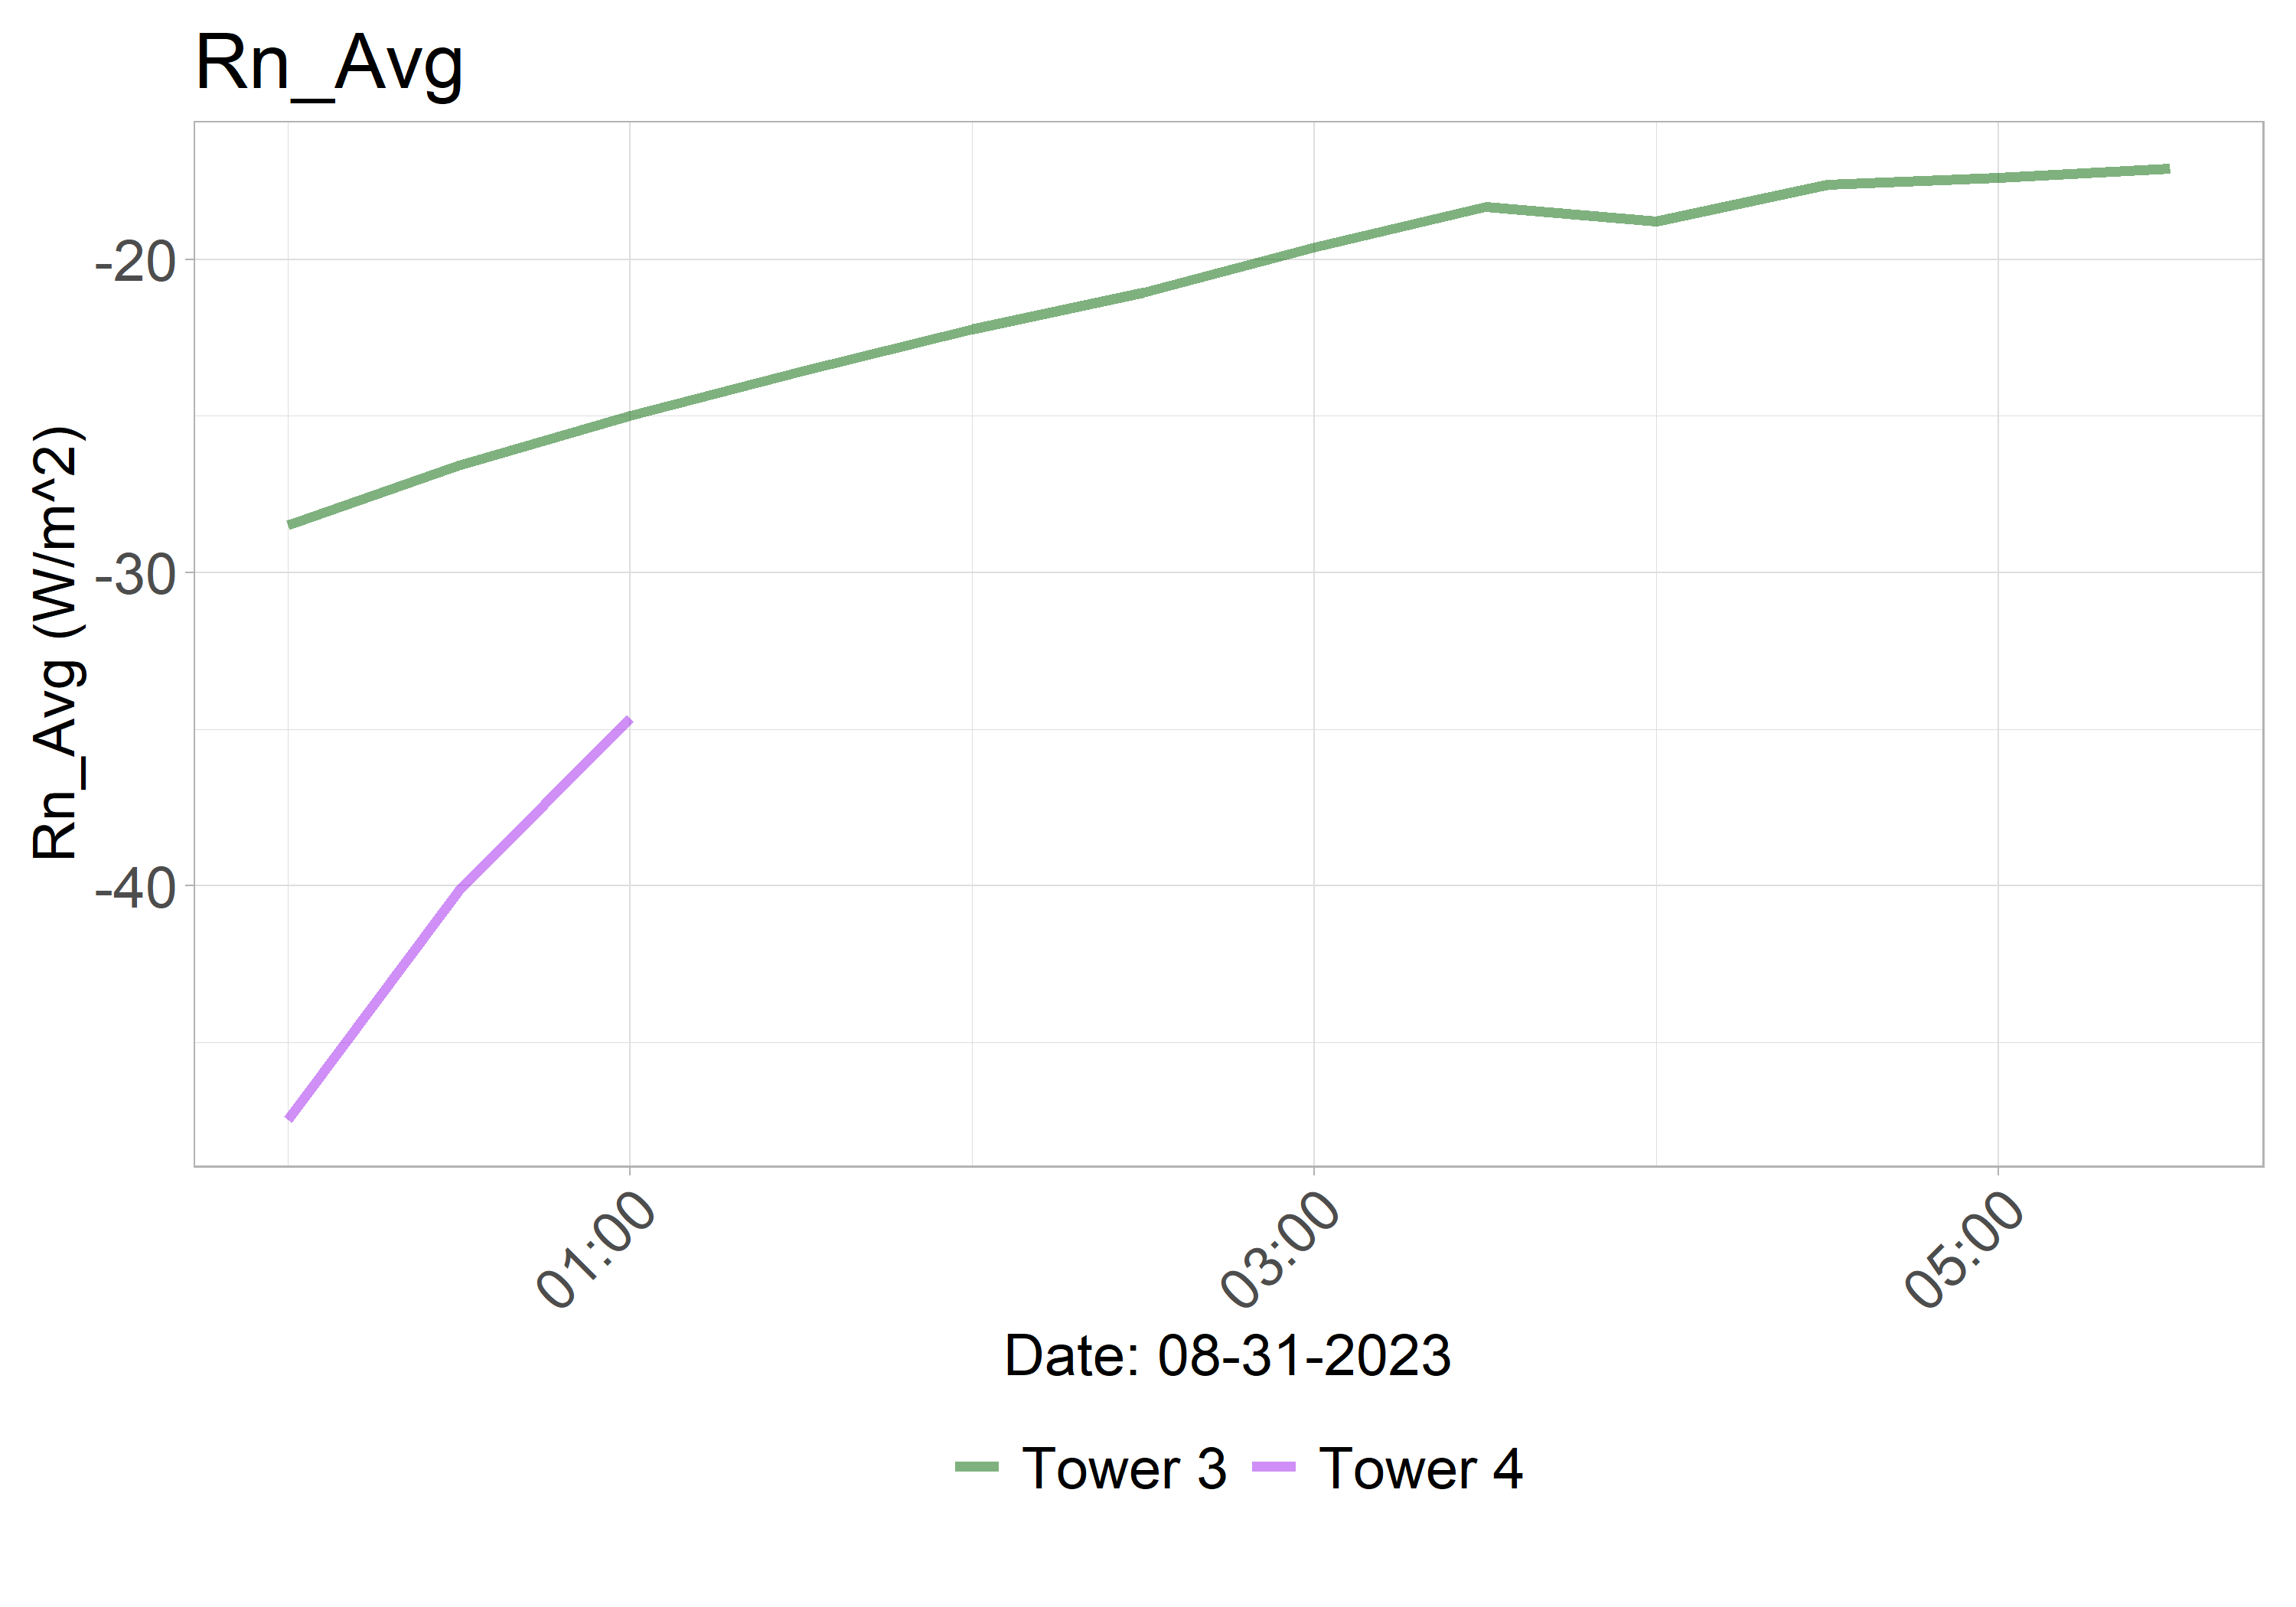 Rn_Avg
Rn_Avg (W/m^2)
-20
-30
-40
01:00
03:00
05:00
Date: 08-31-2023
Tower 3
Tower 4